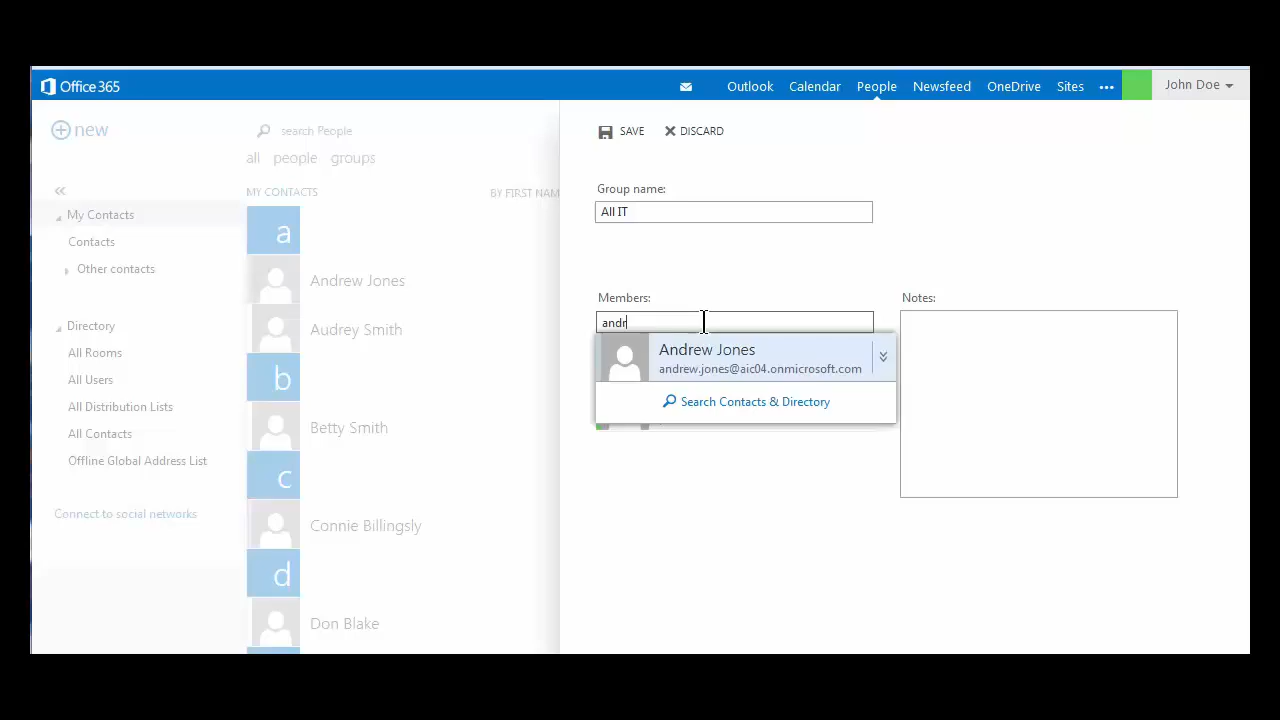 Office 365
Outlook Calendar People Newsfeed OneDrive Sites ••• John Doe
new
search People
all people groups
MY CONTACTS BY FIRST NAM
My Contacts
Contacts
Other contacts
Directory
All Rooms
All Users
All Distribution Lists
All Contacts
Offline Global Address List
Connect to social networks
a
Andrew Jones
Audrey Smith
b
Betty Smith
c
Connie Billingsly
d
Don Blake
SAVE DISCARD
Group name:
All IT
Members:
andr
Andrew Jones
andrew.jones@aic04.onmicrosoft.com
Search Contacts & Directory
Notes: